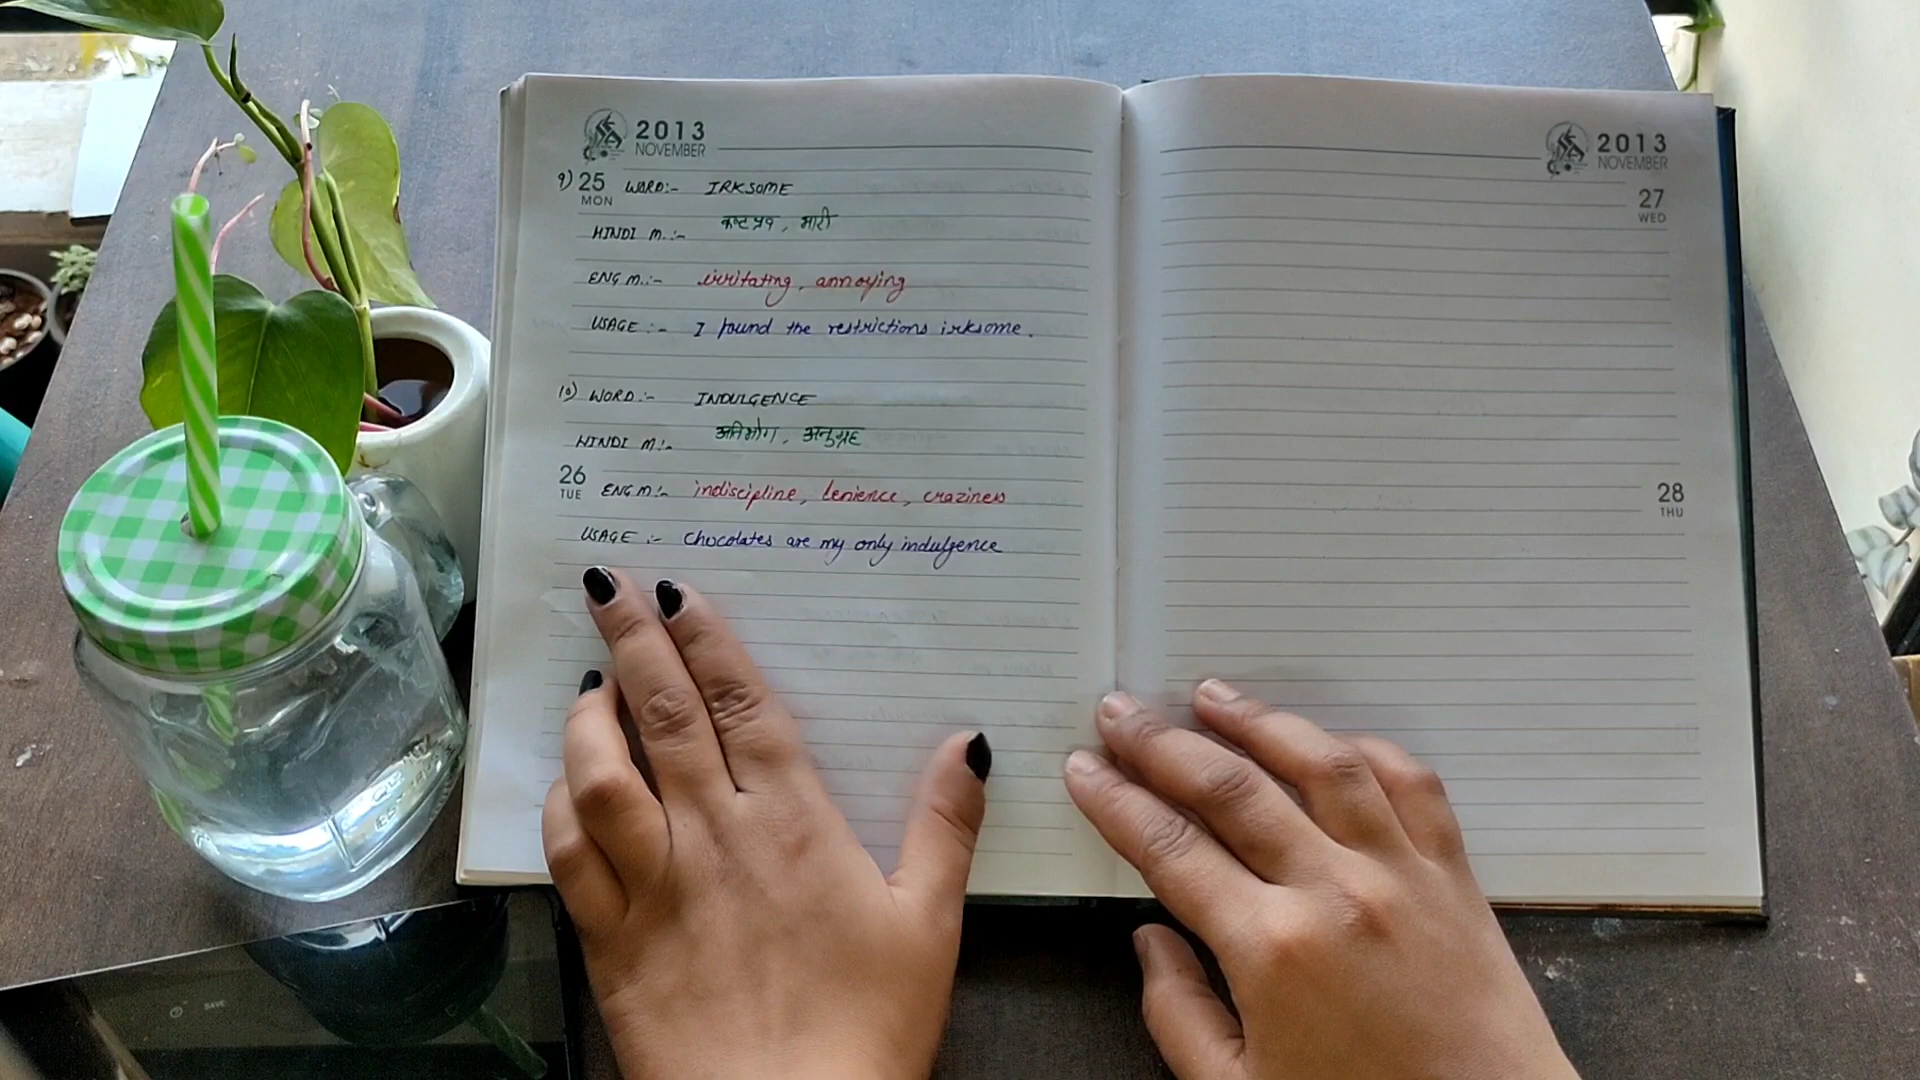 2013
NOVEMBER
9) 25 MON WORD:- IRKSOME
HINDI M.:- कष्टप्रद, भारी
ENG M.:- irritating, annoying
USAGE :- I found the restrictions irksome.
10) WORD:- INDULGENCE
HINDI M:- अतिभोग, अनुग्रह
26 TUE ENG M:- indiscipline, lenience, craziness
USAGE :- Chocolates are my only indulgence
2013
NOVEMBER
27
WED
28
THU
SAVE